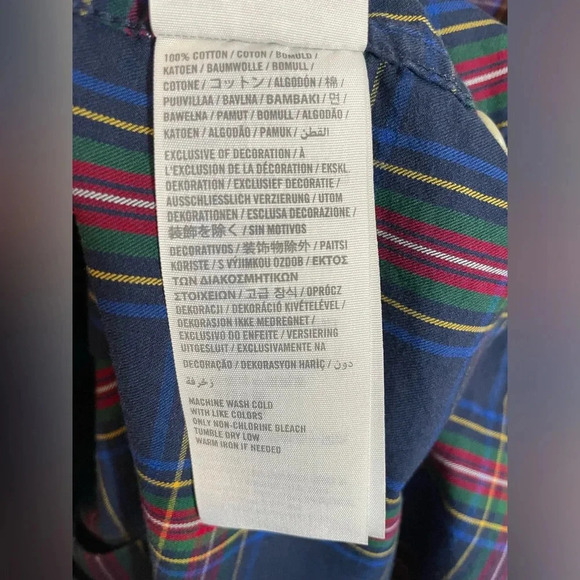 100% COTTON / COTON / BOMULD /
KATOEN / BAUMWOLLE / BOMULL /
COTONE / コットン / ALGODÓN / 棉 /
PUUVILLAA / BAVLNA / BAMBAKI / 면 /
BAWEŁNA / PAMUT / BOMULL / ALGODÃO /
KATOEN / ALGODÃO / PAMUK / القطن
EXCLUSIVE OF DECORATION / À
L'EXCLUSION DE LA DÉCORATION / EKSKL.
DEKORATION / EXCLUSIEF DECORATIE /
AUSSCHLIESSLICH VERZIERUNG / UTOM
DEKORATIONEN / ESCLUSA DECORAZIONE /
装飾を除く / SIN MOTIVOS
DECORATIVOS / 装饰物除外 / PAITSI
KORISTE / S VÝJIMKOU OZDOB / ΕΚΤΟΣ
ΤΩΝ ΔΙΑΚΟΣΜΗΤΙΚΩΝ
ΣΤΟΙΧΕΙΩΝ / 고급 장식 / OPRÓCZ
DEKORACJI / DEKORÁCIÓ KIVÉTELÉVEL /
DEKORASJON IKKE MEDREGNET /
EXCLUSIVO DO ENFEITE / VERSIERING
UITGESLUIT / EXCLUSIVAMENTE NA
DECORAÇÃO / DEKORASYON HARİÇ / دون
زخرفة
MACHINE WASH COLD
WITH LIKE COLORS
ONLY NON-CHLORINE BLEACH
TUMBLE DRY LOW
WARM IRON IF NEEDED